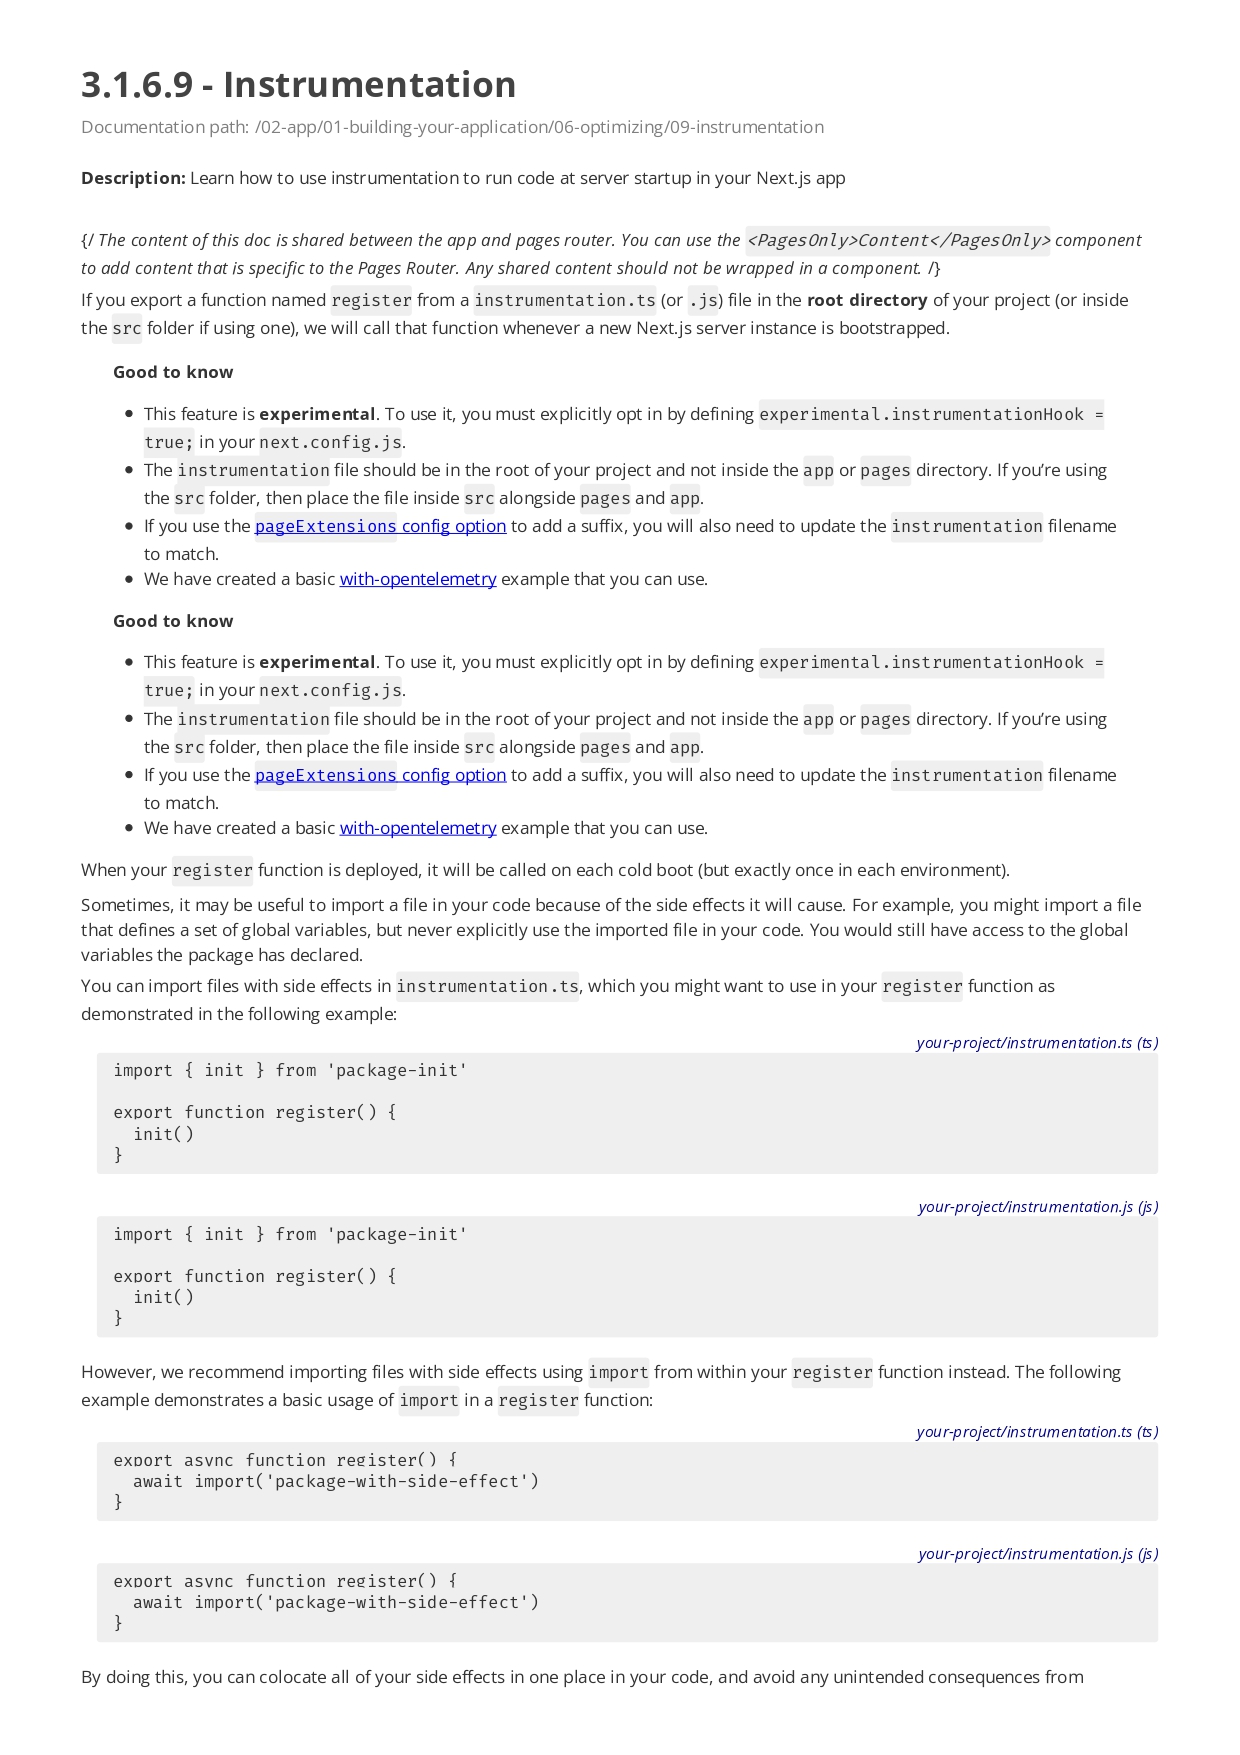 3.1.6.9 - Instrumentation
Documentation path: /02-app/01-building-your-application/06-optimizing/09-instrumentation
Description: Learn how to use instrumentation to run code at server startup in your Next.js app
{/ The content of this doc is shared between the app and pages router. You can use the <PagesOnly>Content</PagesOnly> component
to add content that is specific to the Pages Router. Any shared content should not be wrapped in a component. /}
If you export a function named register from a instrumentation.ts (or .js) file in the root directory of your project (or inside
the src folder if using one), we will call that function whenever a new Next.js server instance is bootstrapped.
Good to know
• This feature is experimental. To use it, you must explicitly opt in by defining experimental.instrumentationHook =
true; in your next.config.js.
• The instrumentation file should be in the root of your project and not inside the app or pages directory. If you’re using
the src folder, then place the file inside src alongside pages and app.
• If you use the pageExtensions config option to add a suffix, you will also need to update the instrumentation filename
to match.
• We have created a basic with-opentelemetry example that you can use.
Good to know
• This feature is experimental. To use it, you must explicitly opt in by defining experimental.instrumentationHook =
true; in your next.config.js.
• The instrumentation file should be in the root of your project and not inside the app or pages directory. If you’re using
the src folder, then place the file inside src alongside pages and app.
• If you use the pageExtensions config option to add a suffix, you will also need to update the instrumentation filename
to match.
• We have created a basic with-opentelemetry example that you can use.
When your register function is deployed, it will be called on each cold boot (but exactly once in each environment).
Sometimes, it may be useful to import a file in your code because of the side effects it will cause. For example, you might import a file
that defines a set of global variables, but never explicitly use the imported file in your code. You would still have access to the global
variables the package has declared.
You can import files with side effects in instrumentation.ts, which you might want to use in your register function as
demonstrated in the following example:
your-project/instrumentation.ts (ts)
import { init } from 'package-init'
export function register() {
  init()
}
your-project/instrumentation.js (js)
import { init } from 'package-init'
export function register() {
  init()
}
However, we recommend importing files with side effects using import from within your register function instead. The following
example demonstrates a basic usage of import in a register function:
your-project/instrumentation.ts (ts)
export async function register() {
  await import('package-with-side-effect')
}
your-project/instrumentation.js (js)
export async function register() {
  await import('package-with-side-effect')
}
By doing this, you can colocate all of your side effects in one place in your code, and avoid any unintended consequences from